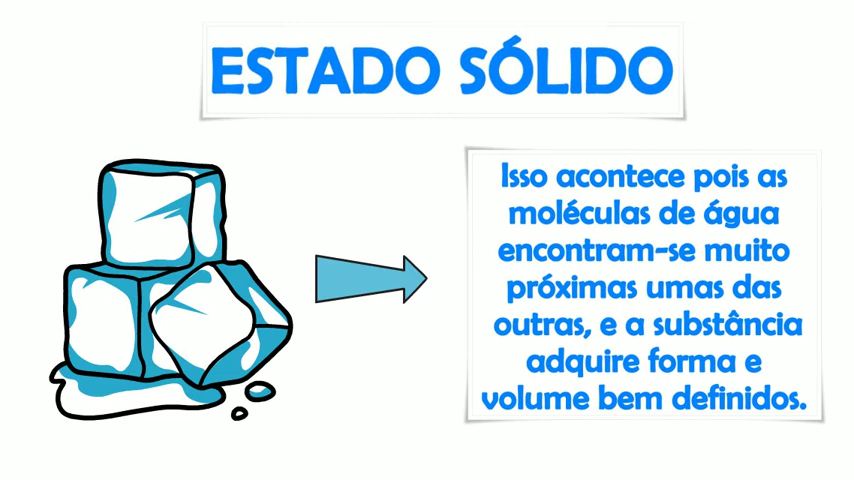 ESTADO SÓLIDO
Isso acontece pois as
moléculas de água
encontram-se muito
próximas umas das
outras, e a substância
adquire forma e
volume bem definidos.